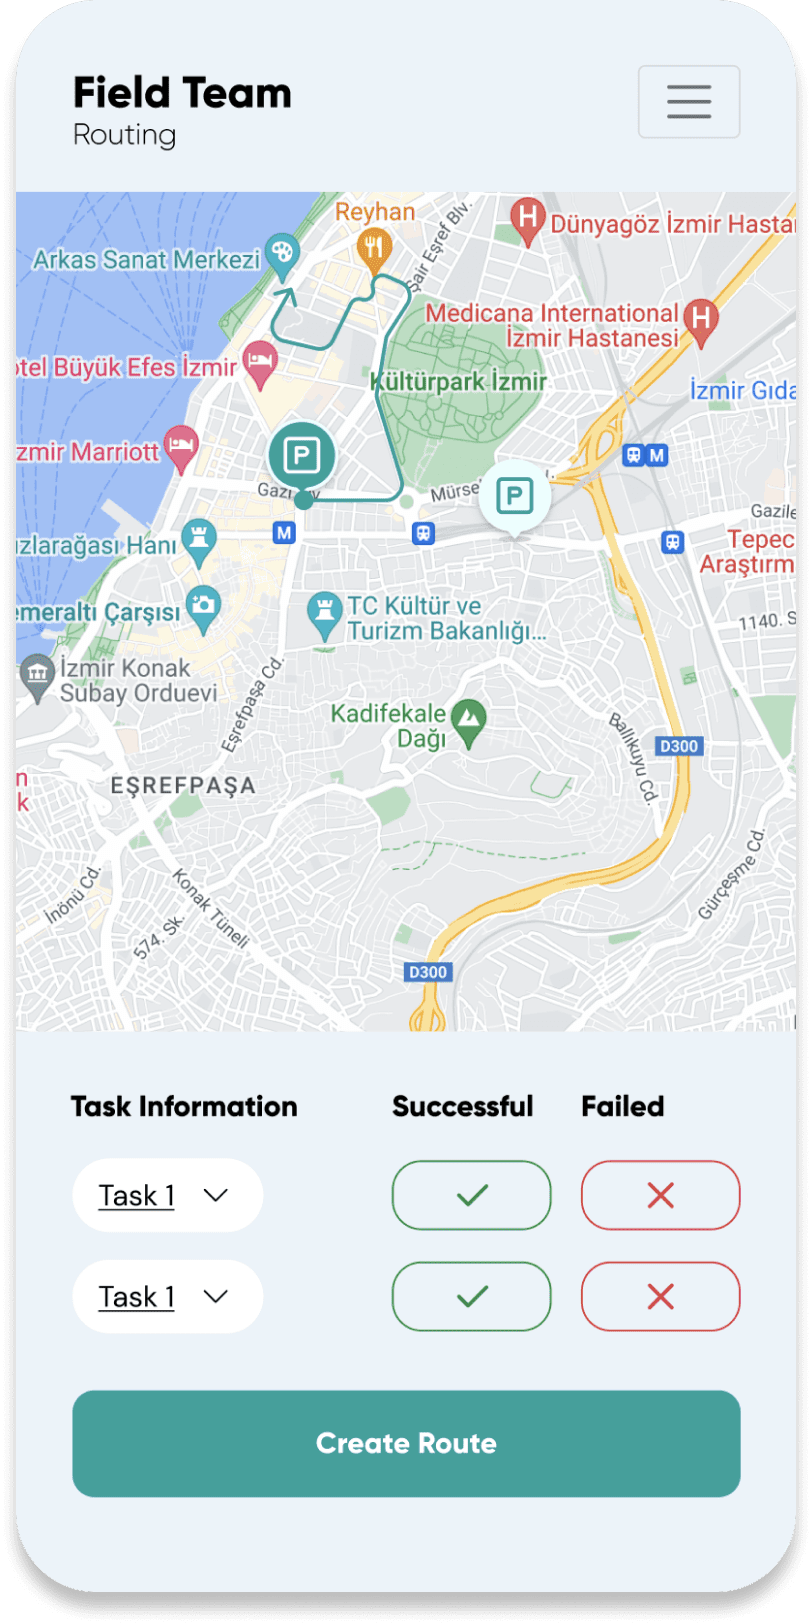 Field Team
Routing
Reyhan
Şair Eşref Blv.
Dünyagöz İzmir Hasta
Arkas Sanat Merkezi
Medicana International
İzmir Hastanesi
otel Büyük Efes İzmir
Kültürpark İzmir
İzmir Gıda
zmir Marriott
P
M
P
Mürse
Gazile
M
ızlarağası Hanı
Tepec
Araştırm
emeraltı Çarşısı
TC Kültür ve
Turizm Bakanlığı...
1140. S
İzmir Konak
Subay Orduevi
Eşrefpaşa Cd.
Kadifekale
Dağı
Ballıkuyu Cd.
D300
n
k
EŞREFPAŞA
İnönü Cd.
Konak Tüneli
574. Sk.
Gürçeşme Cd.
D300
Task Information Successful Failed
Task 1
Task 1
Create Route